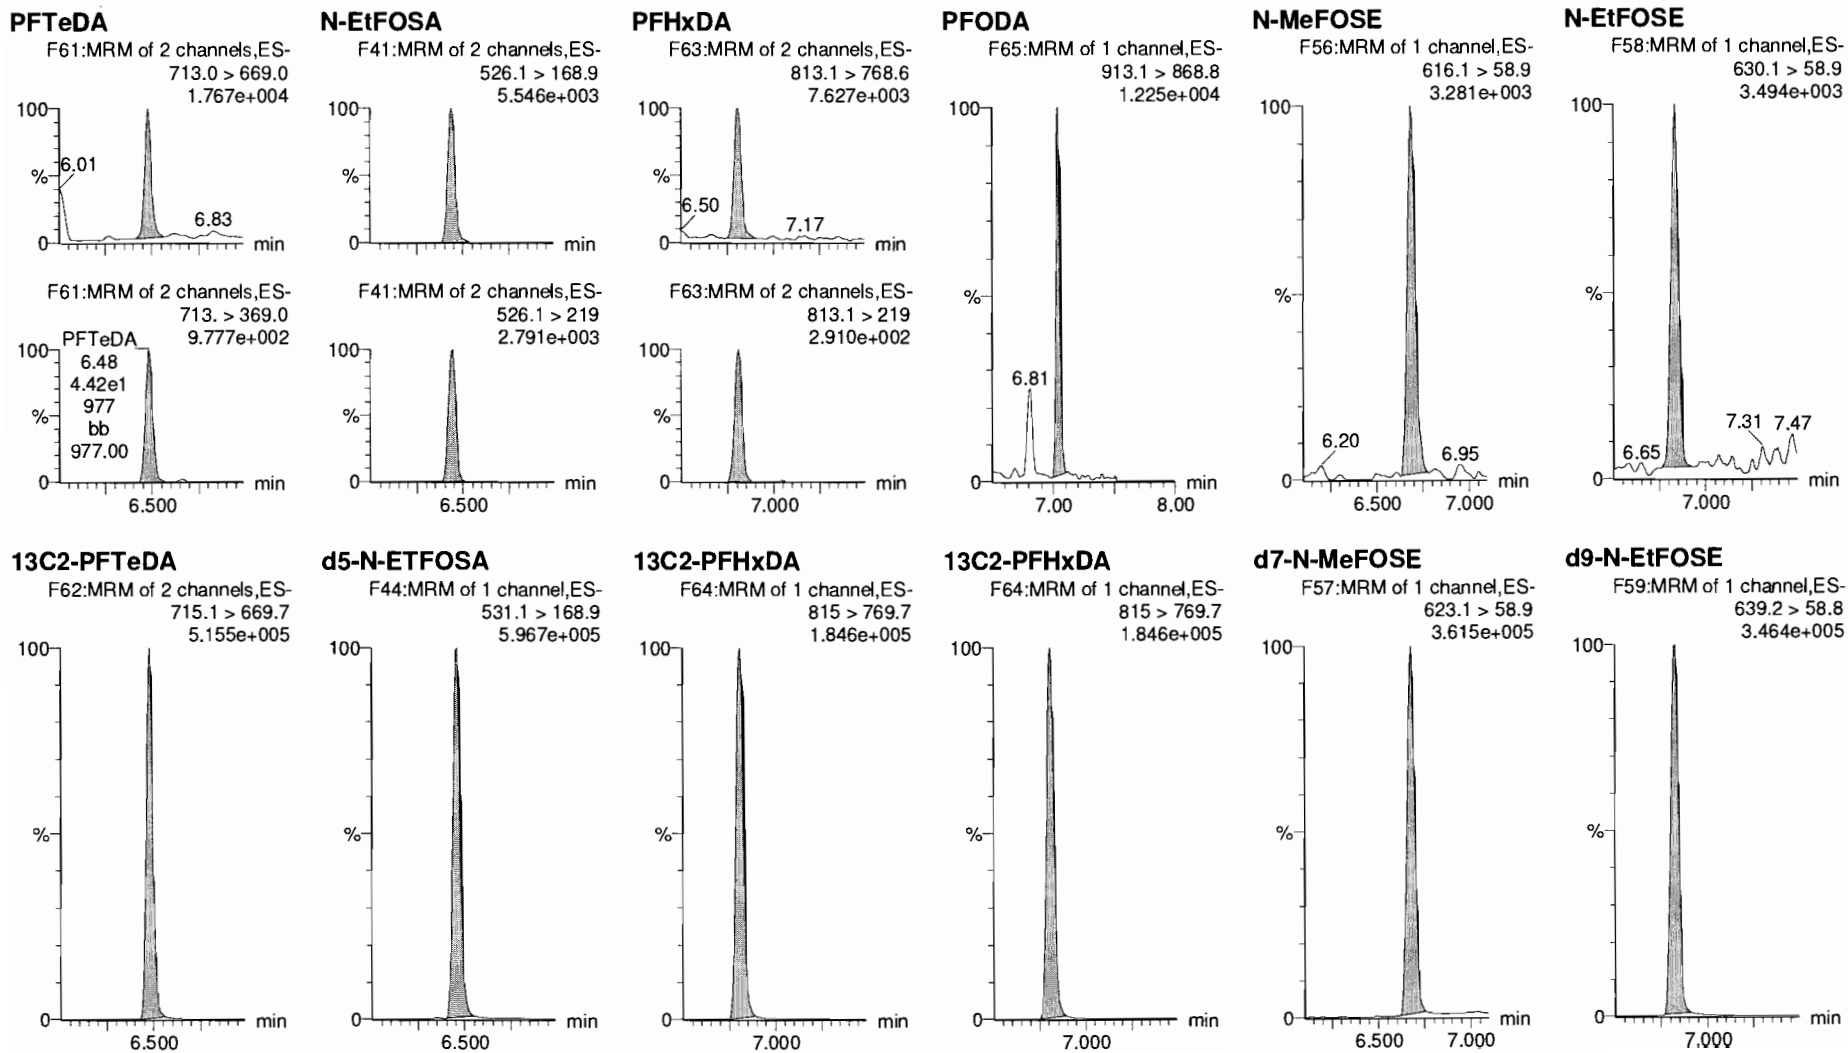 PFTeDA
F61:MRM of 2 channels,ES-
713.0 > 669.0
1.767e+004
100
%
0
6.01
6.83
min
F61:MRM of 2 channels,ES-
713. > 369.0
9.777e+002
PFTeDA
6.48
4.42e1
977
bb
977.00
100
%
0
min
6.500
N-EtFOSA
F41:MRM of 2 channels,ES-
526.1 > 168.9
5.546e+003
100
%
0
min
F41:MRM of 2 channels,ES-
526.1 > 219
2.791e+003
100
%
0
min
6.500
PFHxDA
F63:MRM of 2 channels,ES-
813.1 > 768.6
7.627e+003
100
%
0
6.50
7.17
min
F63:MRM of 2 channels,ES-
813.1 > 219
2.910e+002
100
%
0
min
7.000
PFODA
F65:MRM of 1 channel,ES-
913.1 > 868.8
1.225e+004
100
%
0
6.81
min
7.00
8.00
N-MeFOSE
F56:MRM of 1 channel,ES-
616.1 > 58.9
3.281e+003
100
%
0
6.20
6.95
min
6.500
7.000
N-EtFOSE
F58:MRM of 1 channel,ES-
630.1 > 58.9
3.494e+003
100
%
0
6.65
7.31
7.47
min
7.000
13C2-PFTeDA
F62:MRM of 2 channels,ES-
715.1 > 669.7
5.155e+005
100
%
0
min
6.500
d5-N-ETFOSA
F44:MRM of 1 channel,ES-
531.1 > 168.9
5.967e+005
100
%
0
min
6.500
13C2-PFHxDA
F64:MRM of 1 channel,ES-
815 > 769.7
1.846e+005
100
%
0
min
7.000
13C2-PFHxDA
F64:MRM of 1 channel,ES-
815 > 769.7
1.846e+005
100
%
0
min
7.000
d7-N-MeFOSE
F57:MRM of 1 channel,ES-
623.1 > 58.9
3.615e+005
100
%
0
min
6.500
7.000
d9-N-EtFOSE
F59:MRM of 1 channel,ES-
639.2 > 58.8
3.464e+005
100
%
0
min
7.000